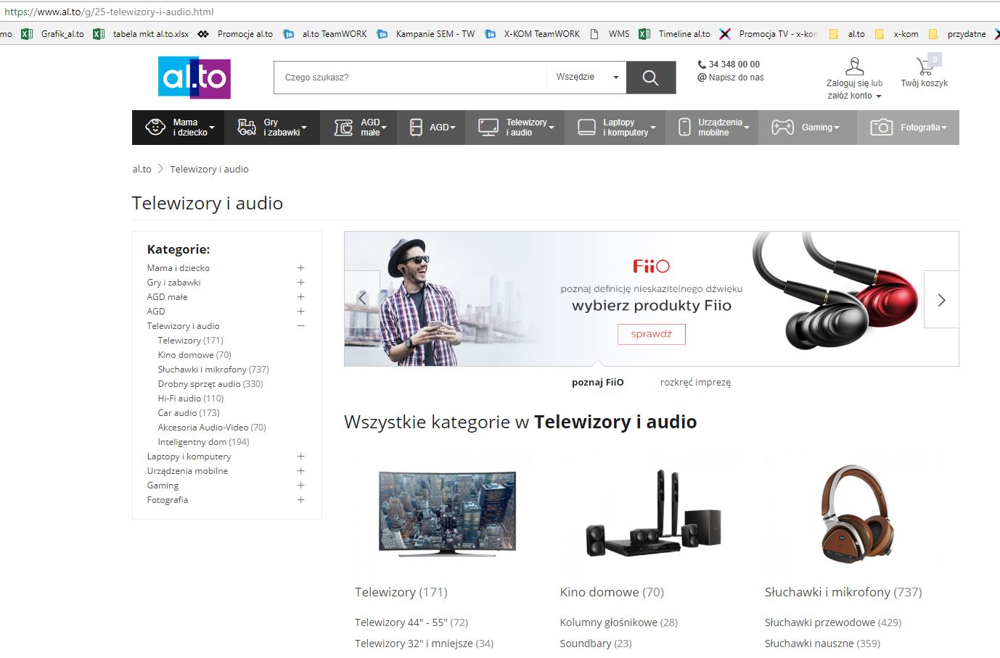 https://www.al.to/g/25-telewizory-i-audio.html
mo Grafik_al.to tabela mkt al.to.xlsx Promocje al.to al.to TeamWORK Kampanie SEM - TW X-KOM TeamWORK WMS Timeline al.to Promocja TV - x-kon al.to x-kom przydatne
al.to
Czego szukasz?
Wszędzie
34 348 00 00
@ Napisz do nas
Zaloguj się lub
załóż konto
0
Twój koszyk
Mama
i dziecko
Gry
i zabawki
AGD
małe
AGD
Telewizory
i audio
Laptopy
i komputery
Urządzenia
mobilne
Gaming
Fotografia
al.to > Telewizory i audio
Telewizory i audio
Kategorie:
Mama i dziecko +
Gry i zabawki +
AGD małe +
AGD +
Telewizory i audio −
Telewizory (171)
Kino domowe (70)
Słuchawki i mikrofony (737)
Drobny sprzęt audio (330)
Hi-Fi audio (110)
Car audio (173)
Akcesoria Audio-Video (70)
Inteligentny dom (194)
Laptopy i komputery +
Urządzenia mobilne +
Gaming +
Fotografia +
FiiO
poznaj definicję nieskazitelnego dźwięku
wybierz produkty Fiio
sprawdź
poznaj FiiO
rozkręć imprezę
Wszystkie kategorie w Telewizory i audio
Telewizory (171)
Telewizory 44" - 55" (72)
Telewizory 32" i mniejsze (34)
Kino domowe (70)
Kolumny głośnikowe (28)
Soundbary (23)
Słuchawki i mikrofony (737)
Słuchawki przewodowe (429)
Słuchawki nauszne (359)